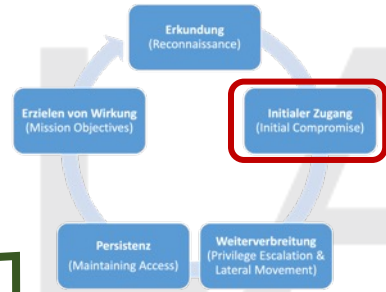 Erkundung
(Reconnaissance)
Initialer Zugang
(Initial Compromise)
Weiterverbreitung
(Privilege Escalation &
Lateral Movement)
Persistenz
(Maintaining Access)
Erzielen von Wirkung
(Mission Objectives)